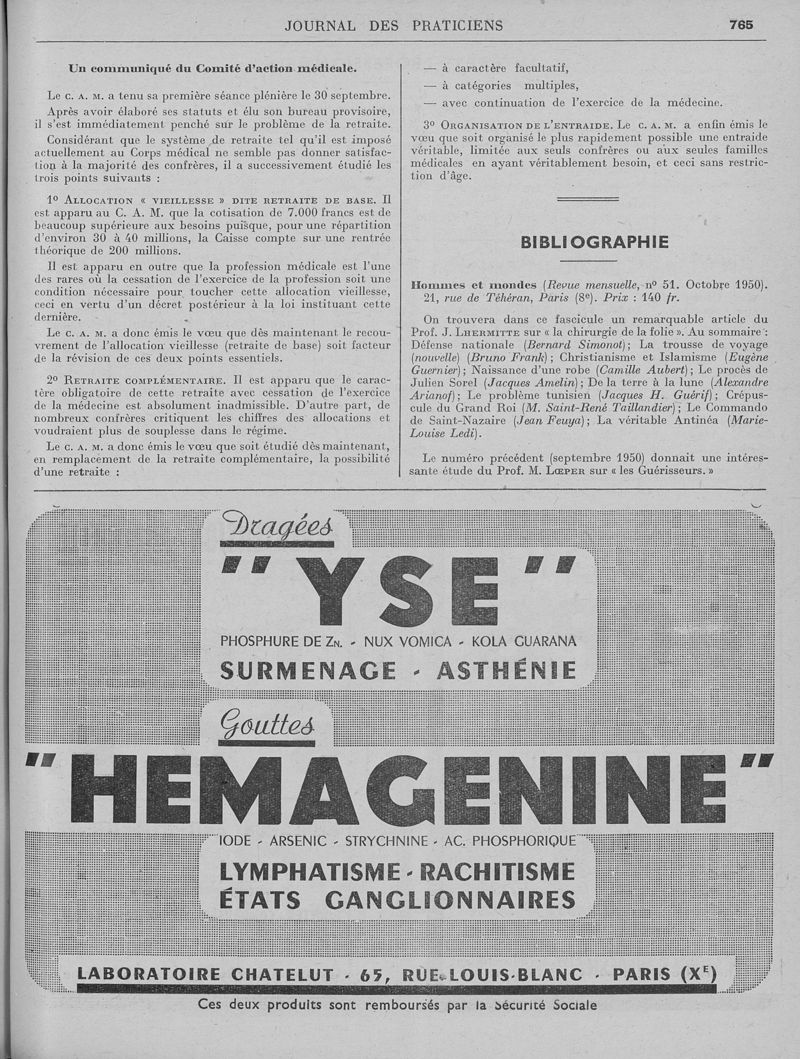 JOURNAL DES PRATICIENS
765
Un communiqué du Comité d'action médicale.
Le C. A. M. a tenu sa première séance plénière le 30 septembre.
Après avoir élaboré ses statuts et élu son bureau provisoire,
il s'est immédiatement penché sur le problème de la retraite.
Considérant que le système de retraite tel qu'il est imposé
actuellement au Corps médical ne semble pas donner satisfac-
tion à la majorité des confrères, il a successivement étudié les
trois points suivants :
1º ALLOCATION « VIEILLESSE » DITE RETRAITE DE BASE. Il
est apparu au C. A. M. que la cotisation de 7.000 francs est de
beaucoup supérieure aux besoins puisque, pour une répartition
d'environ 30 à 40 millions, la Caisse compte sur une rentrée
théorique de 200 millions.
Il est apparu en outre que la profession médicale est l'une
des rares où la cessation de l'exercice de la profession soit une
condition nécessaire pour toucher cette allocation vieillesse,
ceci en vertu d'un décret postérieur à la loi instituant cette
dernière.
Le C. A. M. a donc émis le vœu que dès maintenant le recou-
vrement de l'allocation vieillesse (retraite de base) soit facteur
de la révision de ces deux points essentiels.
2º RETRAITE COMPLÉMENTAIRE. Il est apparu que le carac-
tère obligatoire de cette retraite avec cessation de l'exercice
de la médecine est absolument inadmissible. D'autre part, de
nombreux confrères critiquent les chiffres des allocations et
voudraient plus de souplesse dans le régime.
Le C. A. M. a donc émis le vœu que soit étudié dès maintenant,
en remplacement de la retraite complémentaire, la possibilité
d'une retraite :
— à caractère facultatif,
— à catégories multiples,
— avec continuation de l'exercice de la médecine.
3º ORGANISATION DE L'ENTRAIDE. Le C. A. M. a enfin émis le
vœu que soit organisé le plus rapidement possible une entraide
véritable, limitée aux seuls confrères ou aux seules familles
médicales en ayant véritablement besoin, et ceci sans restric-
tion d'âge.
BIBLIOGRAPHIE
Hommes et mondes (Revue mensuelle, nº 51. Octobre 1950).
21, rue de Téhéran, Paris (8e). Prix : 140 fr.
On trouvera dans ce fascicule un remarquable article du
Prof. J. LHERMITTE sur « la chirurgie de la folie ». Au sommaire :
Défense nationale (Bernard Simonot) ; La trousse de voyage
(nouvelle) (Bruno Frank) ; Christianisme et Islamisme (Eugène
Guernier) ; Naissance d'une robe (Camille Aubert) ; Le procès de
Julien Sorel (Jacques Amelin) ; De la terre à la lune (Alexandre
Arianof) ; Le problème tunisien (Jacques H. Guérif) ; Crépus-
cule du Grand Roi (M. Saint-René Taillandier) ; Le Commando
de Saint-Nazaire (Jean Feuya) ; La véritable Antinéa (Marie-
Louise Ledi).
Le numéro précédent (septembre 1950) donnait une intéres-
sante étude du Prof. M. LŒPER sur « les Guérisseurs. »
Dragées
"YSE"
PHOSPHURE DE ZN. - NUX VOMICA - KOLA GUARANA
SURMENAGE - ASTHÉNIE
Gouttes
"HEMAGENINE"
IODE - ARSENIC - STRYCHNINE - AC. PHOSPHORIQUE
LYMPHATISME - RACHITISME
ÉTATS GANGLIONNAIRES
LABORATOIRE CHATELUT - 65, RUE LOUIS-BLANC - PARIS (XE)
Ces deux produits sont remboursés par la Sécurité Sociale